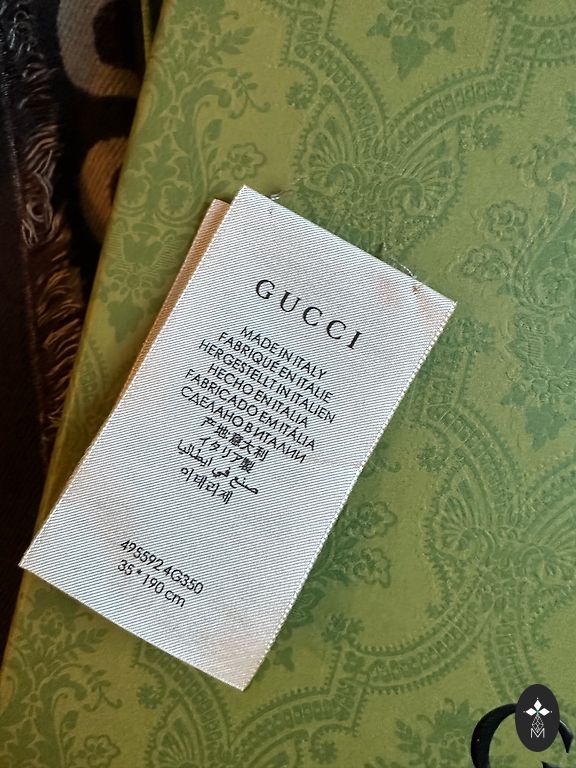 GUCCI
MADE IN ITALY
FABRIQUÉ EN ITALIE
HERGESTELLT IN ITALIEN
HECHO EN ITALIA
FABRICADO EM ITÁLIA
СДЕЛАНО В ИТАЛИИ
产地意大利
イタリア製
صنع في ايطاليا
이태리제
495592 4G350
35 * 190 cm